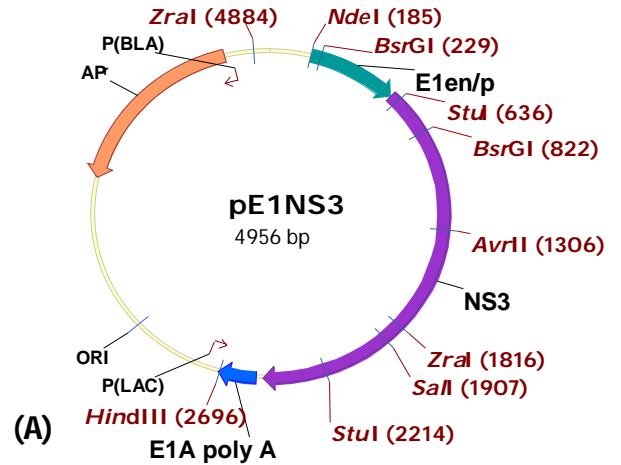 ZraI (4884)
NdeI (185)
P(BLA)
BsrGI (229)
APr
E1en/p
StuI (636)
BsrGI (822)
pE1NS3
4956 bp
AvrII (1306)
NS3
ORI
ZraI (1816)
P(LAC)
SalI (1907)
HindIII (2696)
(A)
StuI (2214)
E1A poly A